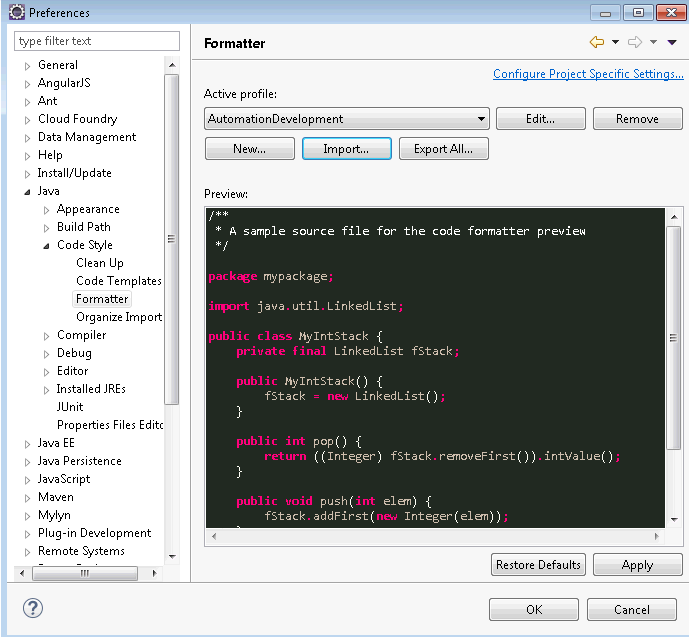 Preferences
type filter text
General
AngularJS
Ant
Cloud Foundry
Data Management
Help
Install/Update
Java
Appearance
Build Path
Code Style
Clean Up
Code Templates
Formatter
Organize Import
Compiler
Debug
Editor
Installed JREs
JUnit
Properties Files Edito
Java EE
Java Persistence
JavaScript
Maven
Mylyn
Plug-in Development
Remote Systems
Formatter
Configure Project Specific Settings...
Active profile:
AutomationDevelopment
Edit...
Remove
New...
Import...
Export All...
Preview:
/**
 * A sample source file for the code formatter preview
 */
package mypackage;
import java.util.LinkedList;
public class MyIntStack {
    private final LinkedList fStack;
    public MyIntStack() {
        fStack = new LinkedList();
    }
    public int pop() {
        return ((Integer) fStack.removeFirst()).intValue();
    }
    public void push(int elem) {
        fStack.addFirst(new Integer(elem));
Restore Defaults
Apply
?
OK
Cancel